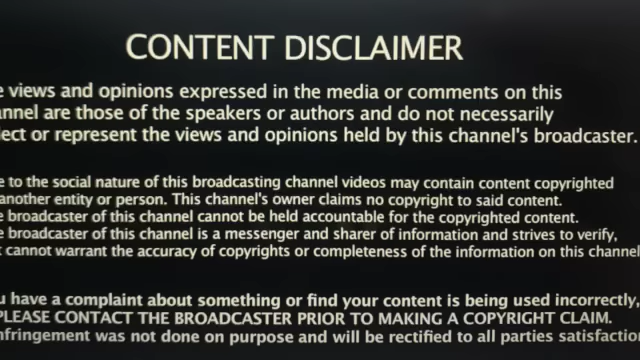 CONTENT DISCLAIMER
views and opinions expressed in the media or comments on this
are those of the speakers or authors and do not necessarily
or represent the views and opinions held by this channel's broadcaster.
to the social nature of this broadcasting channel videos may contain content copyrighted
another entity or person. This channel's owner claims no copyright to said content.
broadcaster of this channel cannot be held accountable for the copyrighted content.
broadcaster of this channel is a messenger and sharer of information and strives to verify,
cannot warrant the accuracy of copyrights or completeness of the information on this channel
have a complaint about something or find your content is being used incorrectly,
PLEASE CONTACT THE BROADCASTER PRIOR TO MAKING A COPYRIGHT CLAIM.
nfringement was not done on purpose and will be rectified to all parties satisfactio